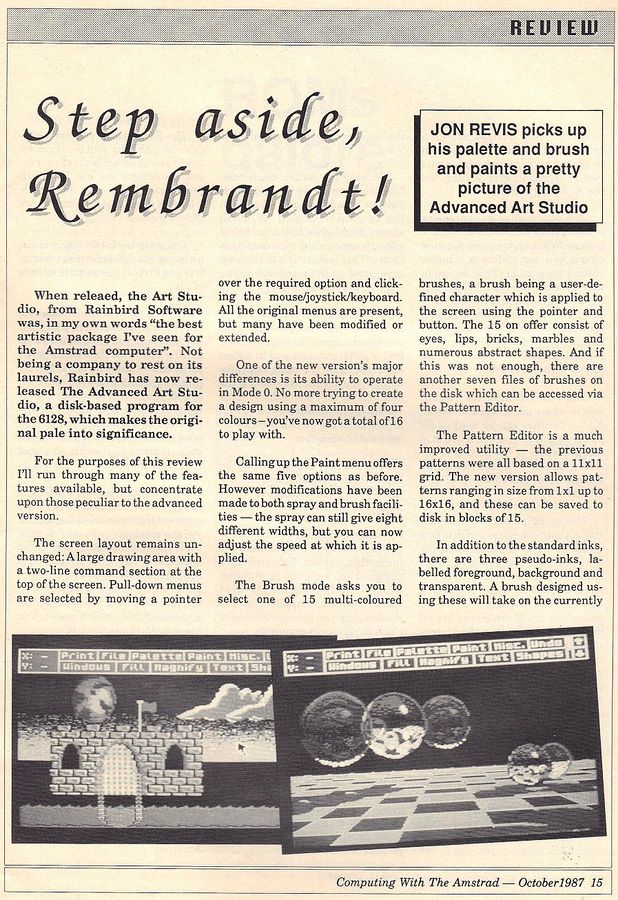 REVIEW
Step aside,
Rembrandt!
JON REVIS picks up
his palette and brush
and paints a pretty
picture of the
Advanced Art Studio
When releaed, the Art Stu-
dio, from Rainbird Software
was, in my own words "the best
artistic package I've seen for
the Amstrad computer". Not
being a company to rest on its
laurels, Rainbird has now re-
leased The Advanced Art Stu-
dio, a disk-based program for
the 6128, which makes the origi-
nal pale into significance.
For the purposes of this review
I'll run through many of the fea-
tures available, but concentrate
upon those peculiar to the advanced
version.
The screen layout remains un-
changed: A large drawing area with
a two-line command section at the
top of the screen. Pull-down menus
are selected by moving a pointer
over the required option and click-
ing the mouse/joystick/keyboard.
All the original menus are present,
but many have been modified or
extended.
One of the new version's major
differences is its ability to operate
in Mode 0. No more trying to create
a design using a maximum of four
colours – you've now got a total of 16
to play with.
Calling up the Paint menu offers
the same five options as before.
However modifications have been
made to both spray and brush facili-
ties — the spray can still give eight
different widths, but you can now
adjust the speed at which it is ap-
plied.
The Brush mode asks you to
select one of 15 multi-coloured
brushes, a brush being a user-de-
fined character which is applied to
the screen using the pointer and
button. The 15 on offer consist of
eyes, lips, bricks, marbles and
numerous abstract shapes. And if
this was not enough, there are
another seven files of brushes on
the disk which can be accessed via
the Pattern Editor.
The Pattern Editor is a much
improved utility — the previous
patterns were all based on a 11x11
grid. The new version allows pat-
terns ranging in size from 1x1 up to
16x16, and these can be saved to
disk in blocks of 15.
In addition to the standard inks,
there are three pseudo-inks, la-
belled foreground, background and
transparent. A brush designed us-
ing these will take on the currently
X: - Print File Palette Paint Misc. U
Y: - Windows Fill Magnify Text Sh
X: - Print File Palette Paint Misc. Undo
Y: - Windows Fill Magnify Text Shapes
Computing With The Amstrad — October1987 15